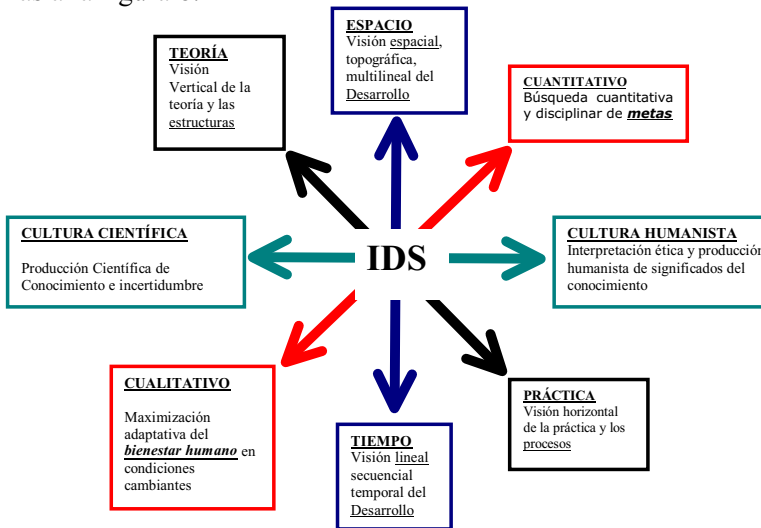 TEORÍA
Visión
Vertical de la
teoría y las
estructuras
ESPACIO
Visión espacial,
topográfica,
multilineal del
Desarrollo
CUANTITATIVO
Búsqueda cuantitativa
y disciplinar de metas
CULTURA CIENTÍFICA
Producción Científica de
Conocimiento e incertidumbre
IDS
CULTURA HUMANISTA
Interpretación ética y producción
humanista de significados del
conocimiento
CUALITATIVO
Maximización
adaptativa del
bienestar humano en
condiciones
cambiantes
TIEMPO
Visión lineal
secuencial
temporal del
Desarrollo
PRÁCTICA
Visión horizontal
de la práctica y los
procesos